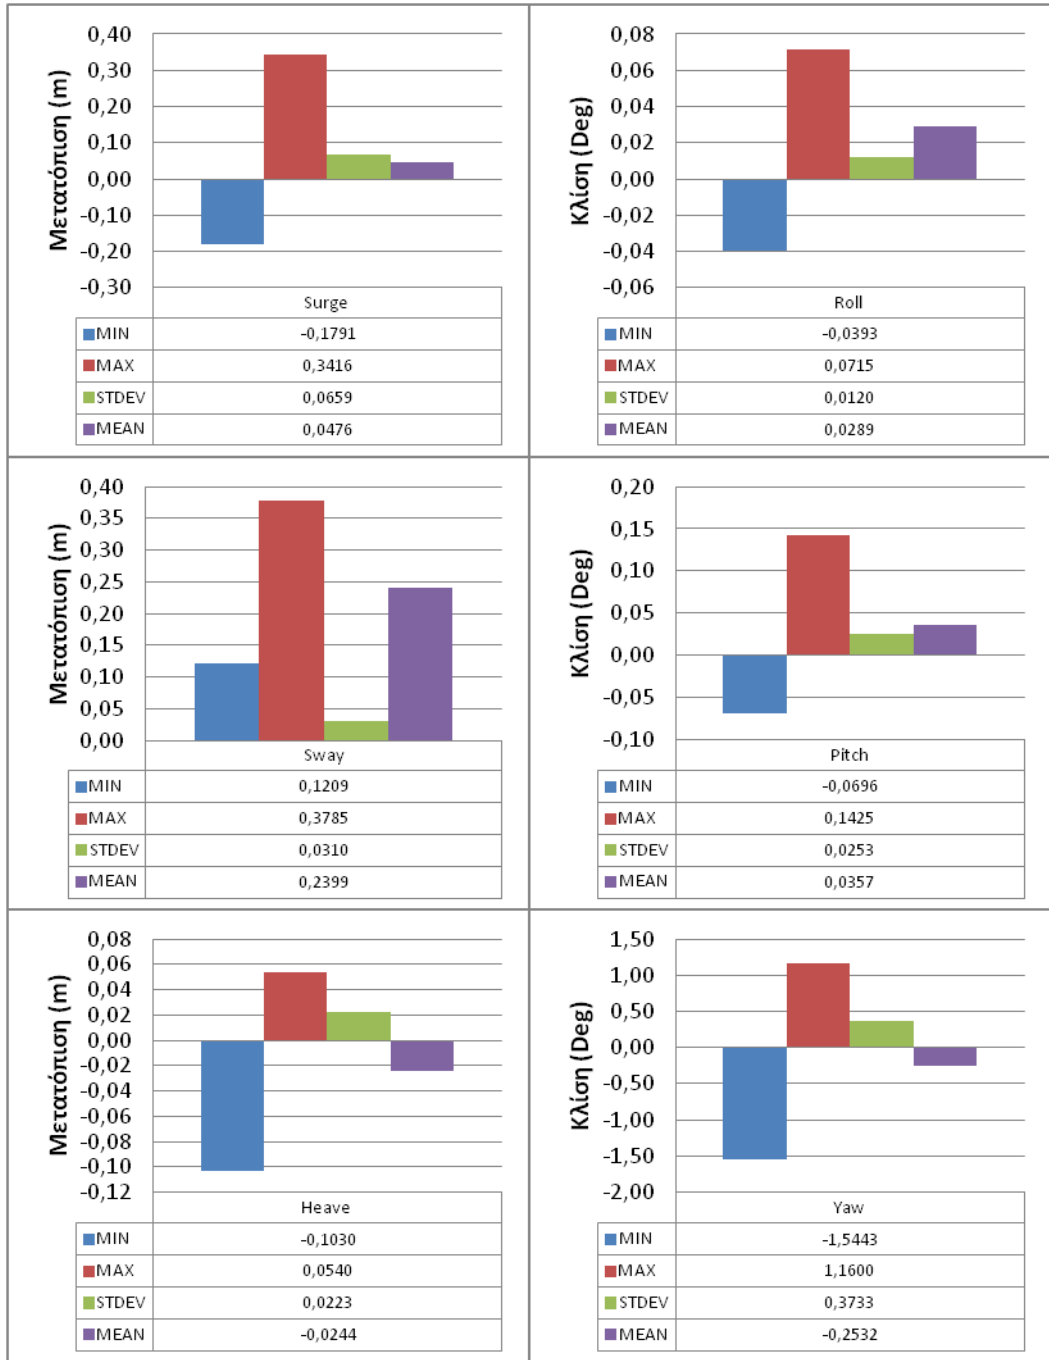 Μετατόπιση (m)
0,40
0,30
0,20
0,10
0,00
-0,10
-0,20
-0,30
Surge
MIN -0,1791
MAX 0,3416
STDEV 0,0659
MEAN 0,0476
Κλίση (Deg)
0,08
0,06
0,04
0,02
0,00
-0,02
-0,04
-0,06
Roll
MIN -0,0393
MAX 0,0715
STDEV 0,0120
MEAN 0,0289
Μετατόπιση (m)
0,40
0,35
0,30
0,25
0,20
0,15
0,10
0,05
0,00
Sway
MIN 0,1209
MAX 0,3785
STDEV 0,0310
MEAN 0,2399
Κλίση (Deg)
0,20
0,15
0,10
0,05
0,00
-0,05
-0,10
Pitch
MIN -0,0696
MAX 0,1425
STDEV 0,0253
MEAN 0,0357
Μετατόπιση (m)
0,08
0,06
0,04
0,02
0,00
-0,02
-0,04
-0,06
-0,08
-0,10
-0,12
Heave
MIN -0,1030
MAX 0,0540
STDEV 0,0223
MEAN -0,0244
Κλίση (Deg)
1,50
1,00
0,50
0,00
-0,50
-1,00
-1,50
-2,00
Yaw
MIN -1,5443
MAX 1,1600
STDEV 0,3733
MEAN -0,2532